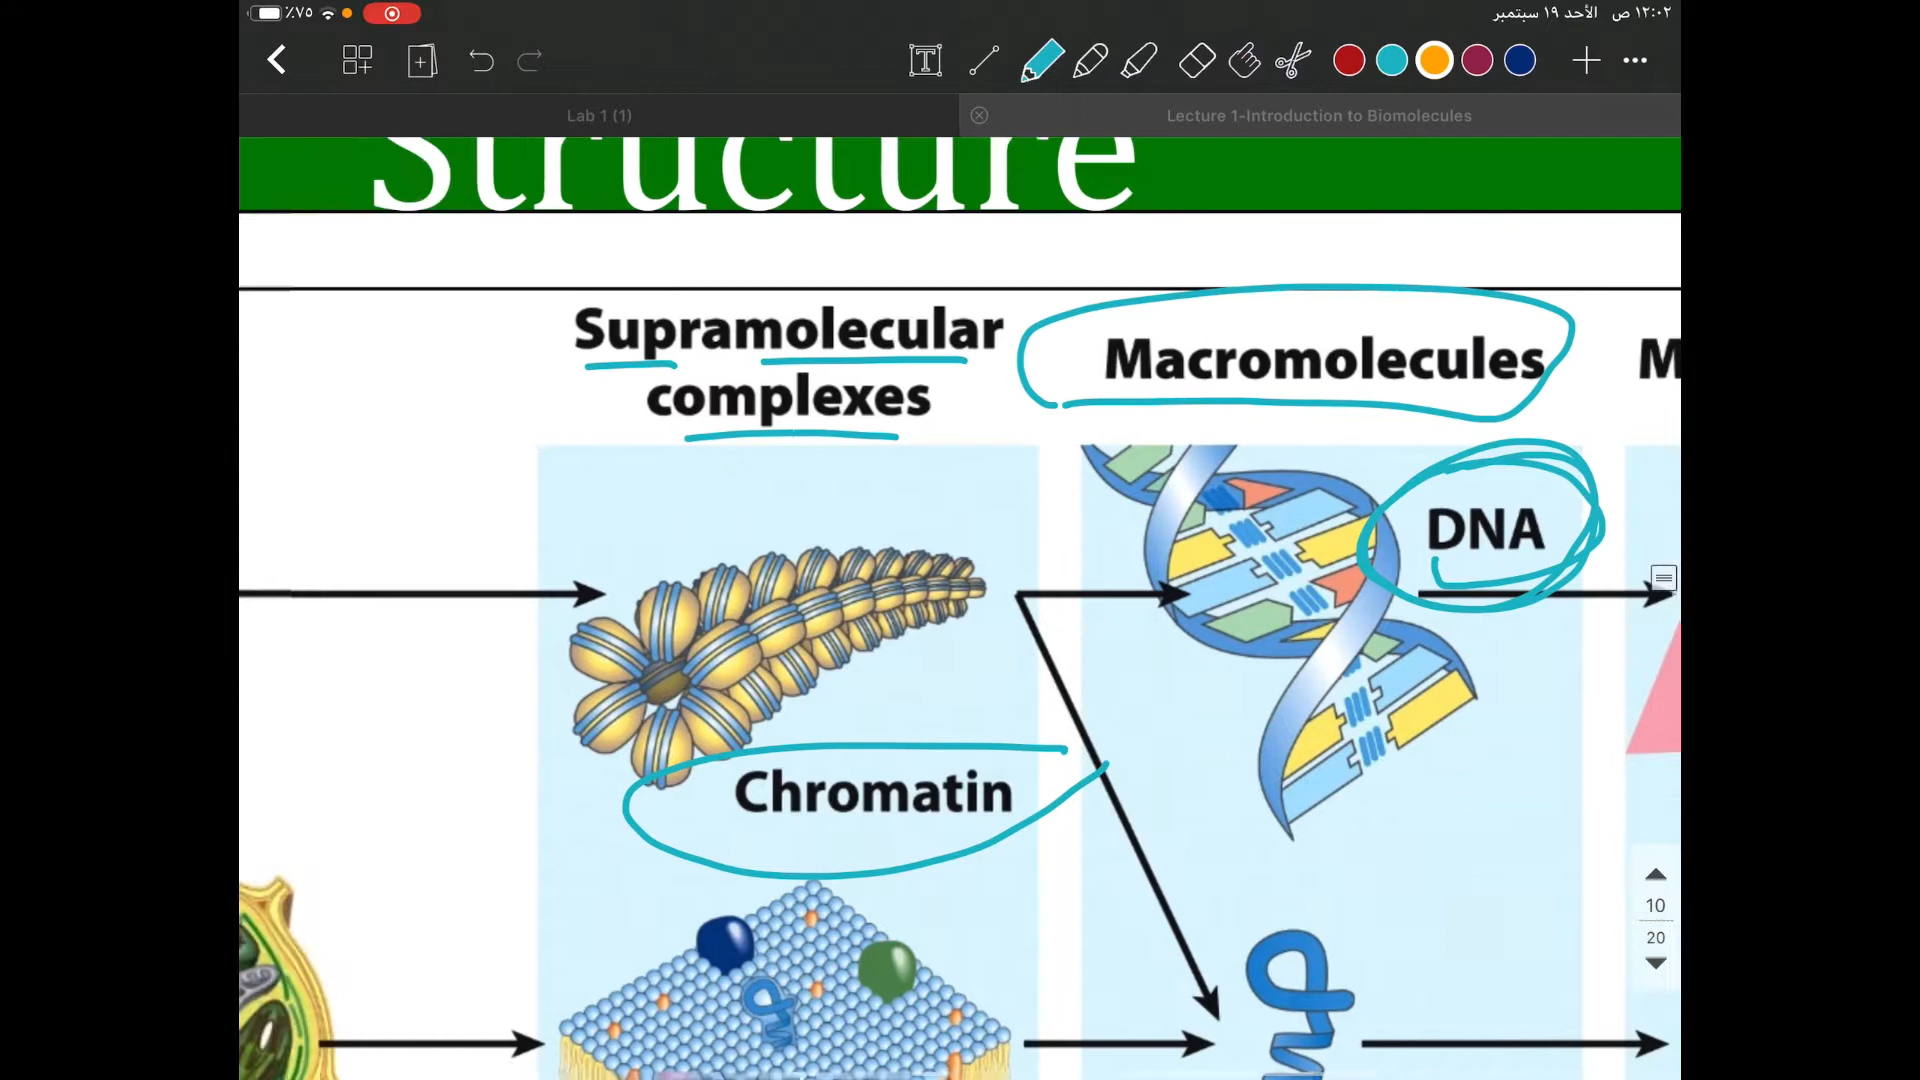 ٪٧٥
١٢:٠٢ ص الأحد ١٩ سبتمبر
Lab 1 (1)
Lecture 1-Introduction to Biomolecules
Structure
Supramolecular
complexes
Macromolecules
M
DNA
Chromatin
10
20